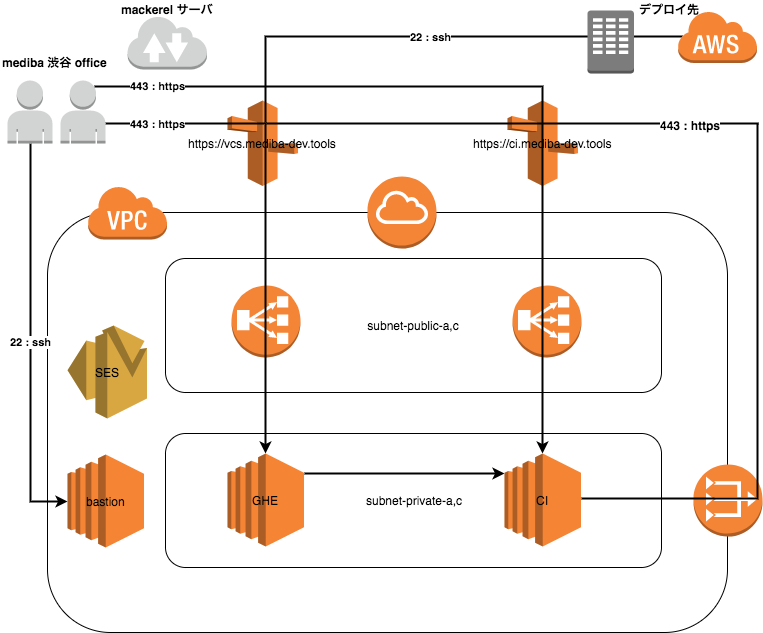 mackerel サーバ
デプロイ先
22 : ssh
AWS
mediba 渋谷 office
443 : https
443 : https
443 : https
https://vcs.mediba-dev.tools
https://ci.mediba-dev.tools
VPC
subnet-public-a,c
22 : ssh
SES
bastion
GHE
subnet-private-a,c
CI